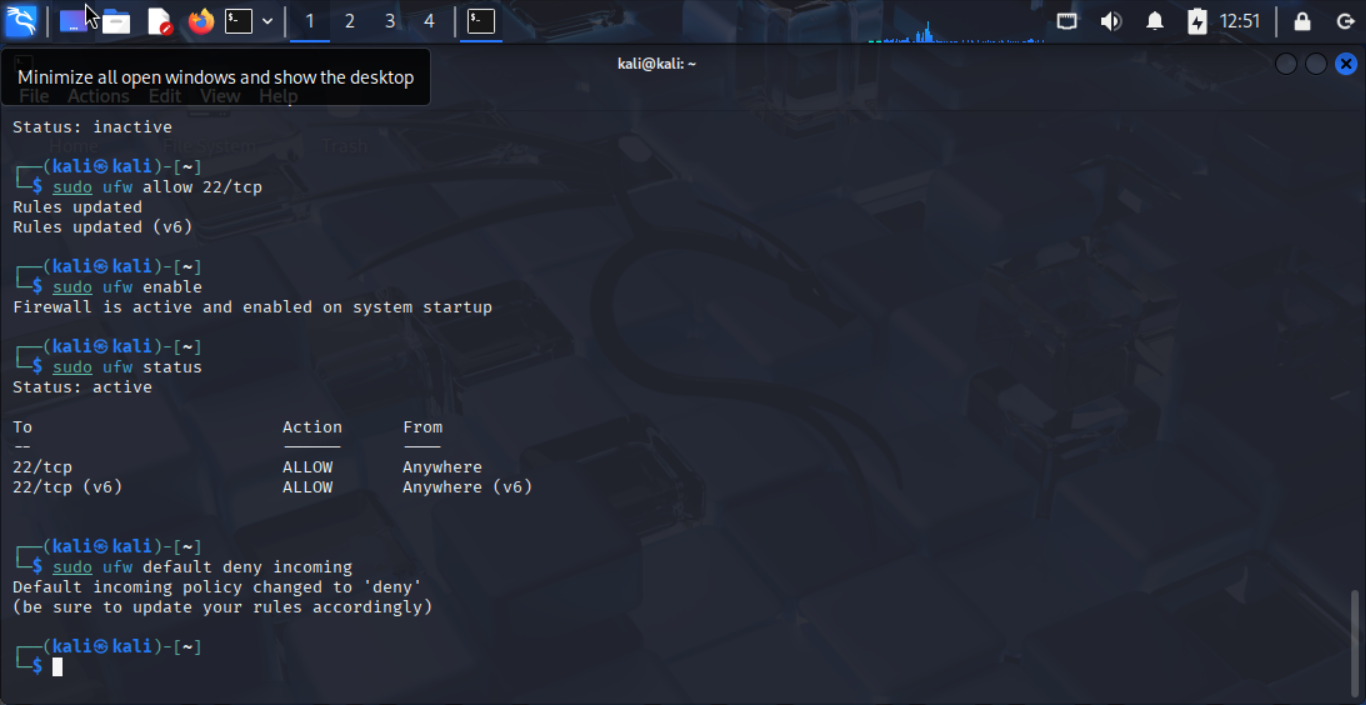 1 2 3 4 12:51
kali@kali: ~
Minimize all open windows and show the desktop
File Actions Edit View Help
Status: inactive
Home File System Trash
┌──(kali㉿kali)-[~]
└─$ sudo ufw allow 22/tcp
Rules updated
Rules updated (v6)
┌──(kali㉿kali)-[~]
└─$ sudo ufw enable
Firewall is active and enabled on system startup
┌──(kali㉿kali)-[~]
└─$ sudo ufw status
Status: active
To Action From
-- ------ ----
22/tcp ALLOW Anywhere
22/tcp (v6) ALLOW Anywhere (v6)
┌──(kali㉿kali)-[~]
└─$ sudo ufw default deny incoming
Default incoming policy changed to 'deny'
(be sure to update your rules accordingly)
┌──(kali㉿kali)-[~]
└─$